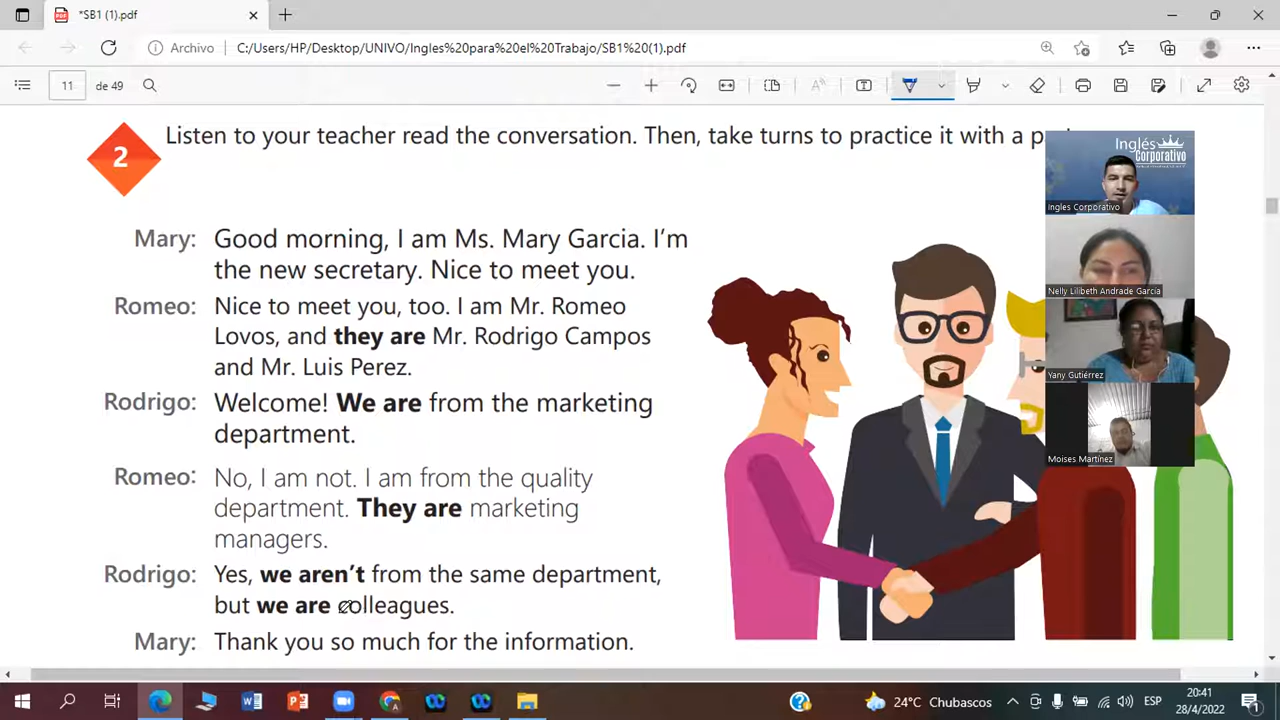 *SB1 (1).pdf
Archivo
C:/Users/HP/Desktop/UNIVO/Ingles%20para%20el%20Trabajo/SB1%20(1).pdf
11 de 49
2
Listen to your teacher read the conversation. Then, take turns to practice it with a
Mary: Good morning, I am Ms. Mary Garcia. I'm
the new secretary. Nice to meet you.
Romeo: Nice to meet you, too. I am Mr. Romeo
Lovos, and they are Mr. Rodrigo Campos
and Mr. Luis Perez.
Rodrigo: Welcome! We are from the marketing
department.
Romeo: No, I am not. I am from the quality
department. They are marketing
managers.
Rodrigo: Yes, we aren't from the same department,
but we are colleagues.
Mary: Thank you so much for the information.
Inglés
Corporativo
Ingles Corporativo
Nelly Lilibeth Andrade Garcia
Yany Gutiérrez
Moises Martínez
24°C Chubascos
ESP
20:41
28/4/2022
1